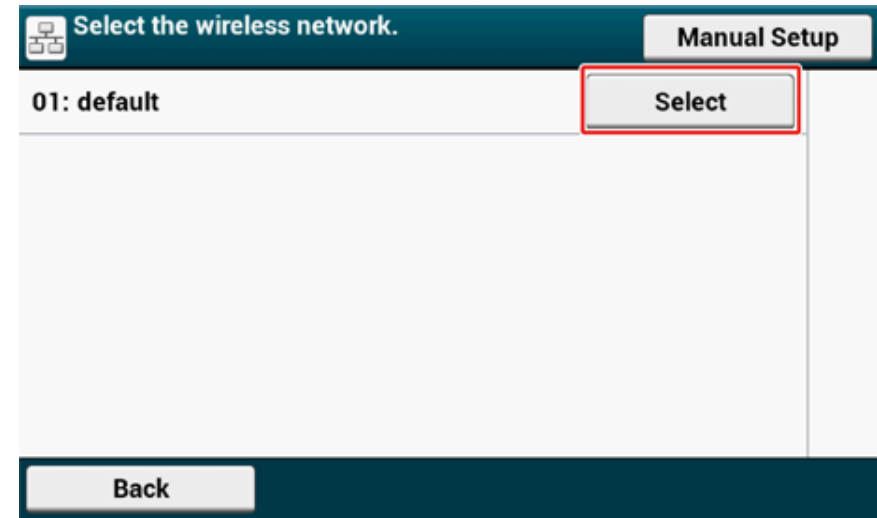 Select the wireless network.
Manual Setup
01: default
Select
Back